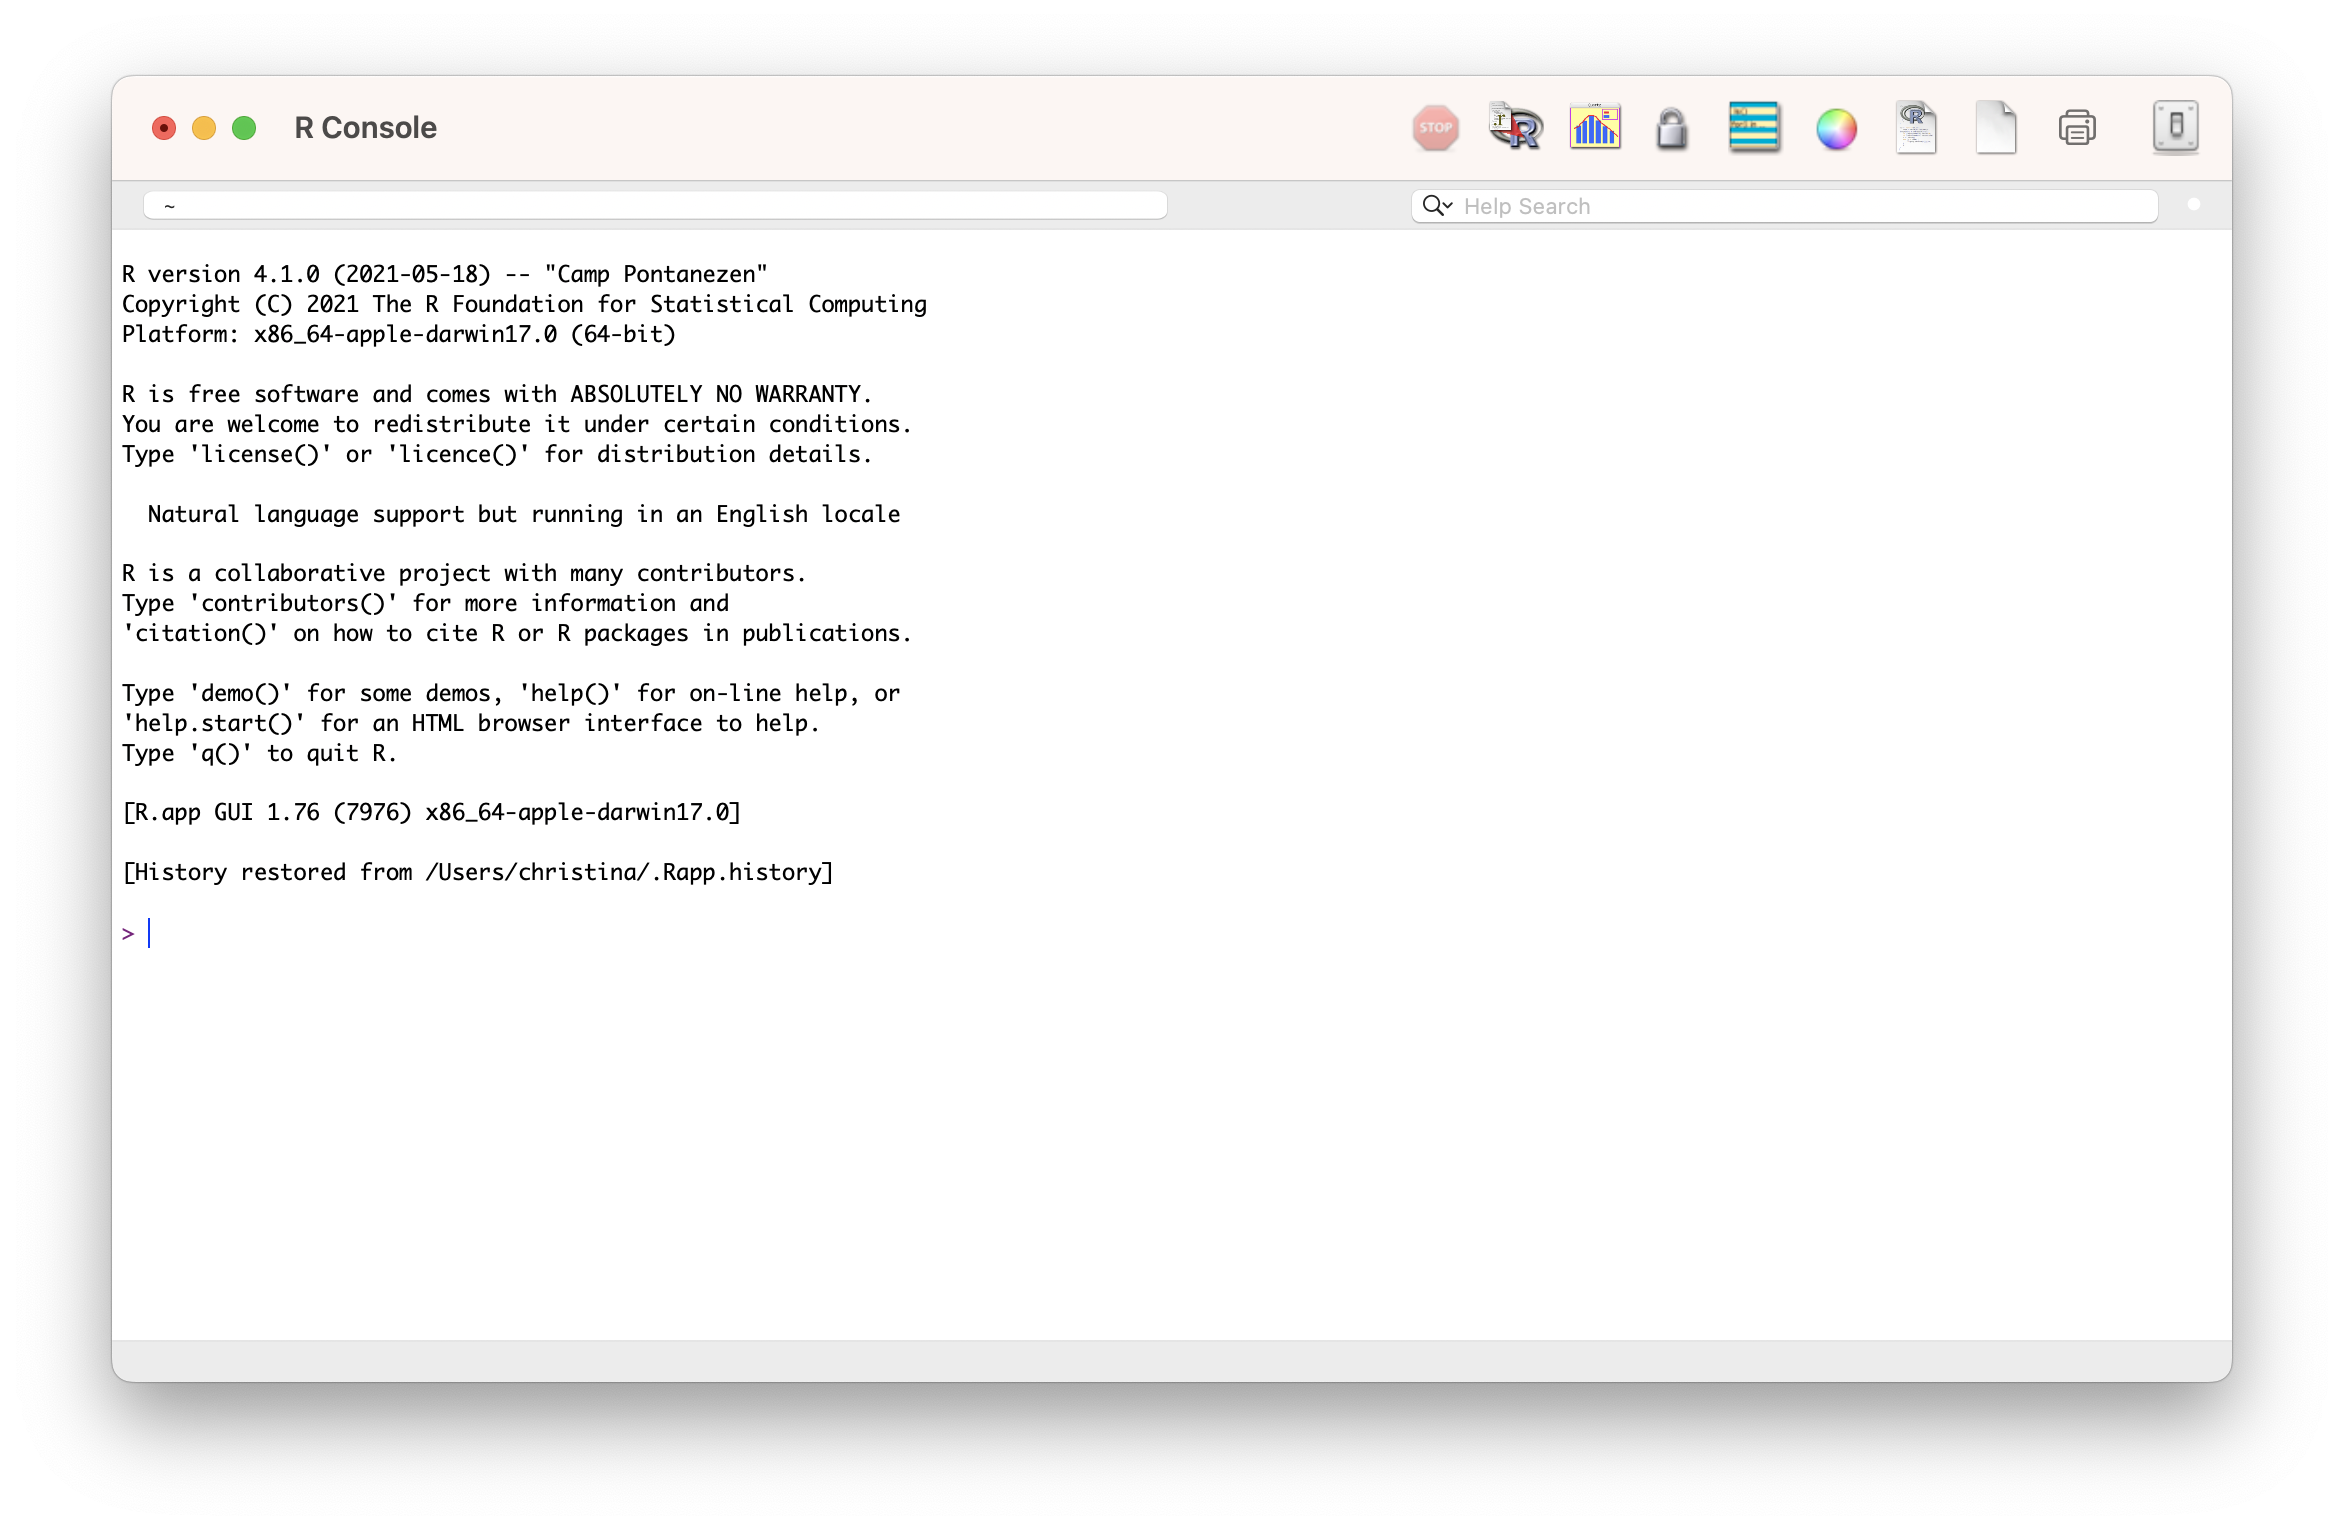 R Console
STOP
~
Help Search
R version 4.1.0 (2021-05-18) -- "Camp Pontanezen"
Copyright (C) 2021 The R Foundation for Statistical Computing
Platform: x86_64-apple-darwin17.0 (64-bit)
R is free software and comes with ABSOLUTELY NO WARRANTY.
You are welcome to redistribute it under certain conditions.
Type 'license()' or 'licence()' for distribution details.
Natural language support but running in an English locale
R is a collaborative project with many contributors.
Type 'contributors()' for more information and
'citation()' on how to cite R or R packages in publications.
Type 'demo()' for some demos, 'help()' for on-line help, or
'help.start()' for an HTML browser interface to help.
Type 'q()' to quit R.
[R.app GUI 1.76 (7976) x86_64-apple-darwin17.0]
[History restored from /Users/christina/.Rapp.history]
>